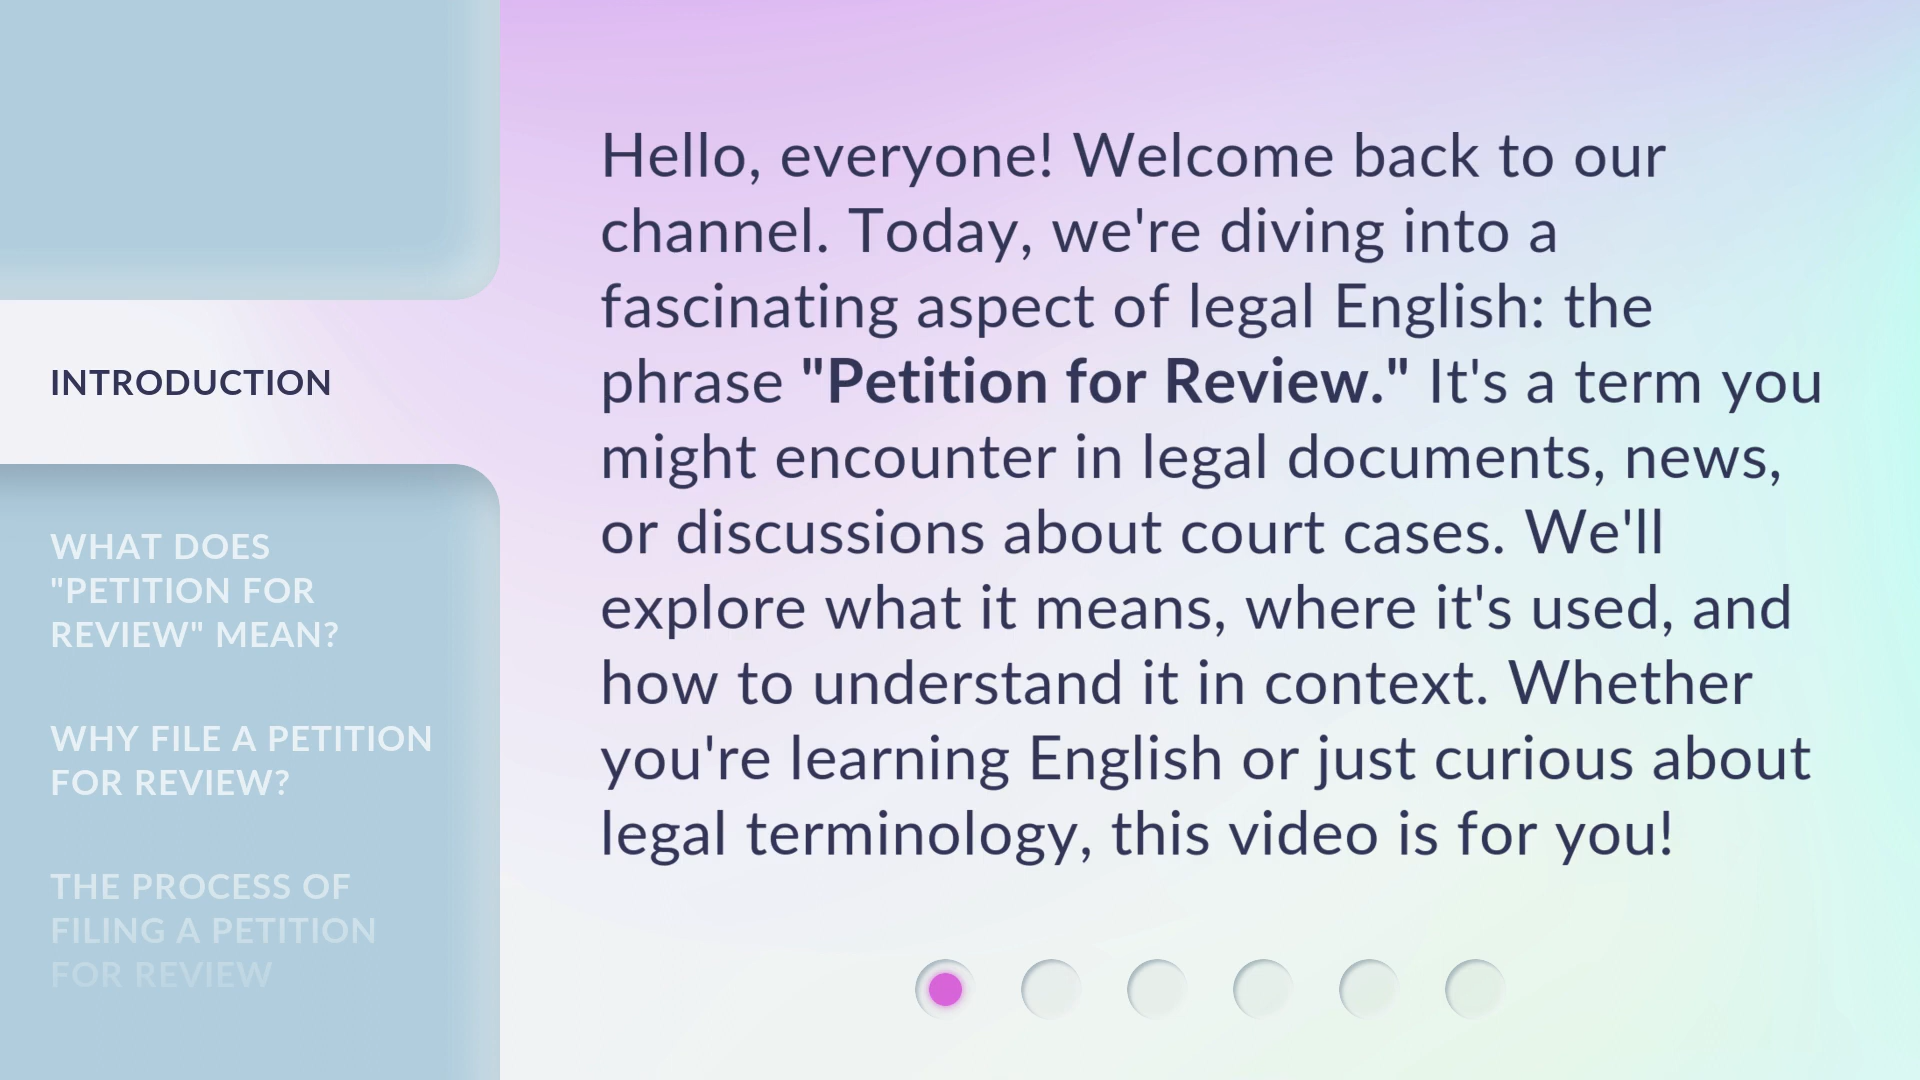 INTRODUCTION
WHAT DOES
"PETITION FOR
REVIEW" MEAN?
WHY FILE A PETITION
FOR REVIEW?
THE PROCESS OF
FILING A PETITION
FOR REVIEW
Hello, everyone! Welcome back to our
channel. Today, we're diving into a
fascinating aspect of legal English: the
phrase "Petition for Review." It's a term you
might encounter in legal documents, news,
or discussions about court cases. We'll
explore what it means, where it's used, and
how to understand it in context. Whether
you're learning English or just curious about
legal terminology, this video is for you!